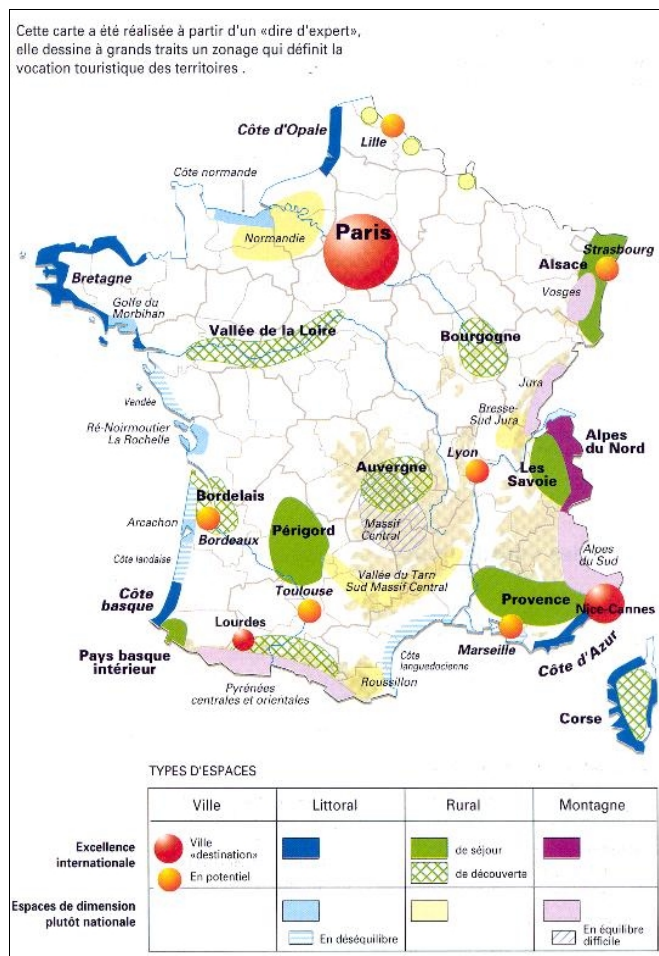 Cette carte a été réalisée à partir d'un «dire d'expert»,
elle dessine à grands traits un zonage qui définit la
vocation touristique des territoires .
Côte d'Opale
Lille
Côte normande
Normandie
Paris
Strasbourg
Alsace
Vosges
Bretagne
Golfe du
Morbihan
Vallée de la Loire
Bourgogne
Vendée
Jura
Bresse-
Sud Jura
Ré-Noirmoutier
La Rochelle
Alpes
du Nord
Lyon
Auvergne
Les
Savoie
Bordelais
Bordeaux
Arcachon
Périgord
Massif
Central
Alpes
du Sud
Côte landaise
Vallée du Tarn
Sud Massif Central
Côte
basque
Toulouse
Provence
Nice-Cannes
Lourdes
Marseille
Côte d'Azur
Pays basque
intérieur
Côte
languedocienne
Roussillon
Pyrénées
centrales et orientales
Corse
TYPES D'ESPACES
Ville Littoral Rural Montagne
Excellence
internationale
Ville
«destination»
En potentiel
de séjour
de découverte
Espaces de dimension
plutôt nationale
En déséquilibre
En équilibre
difficile